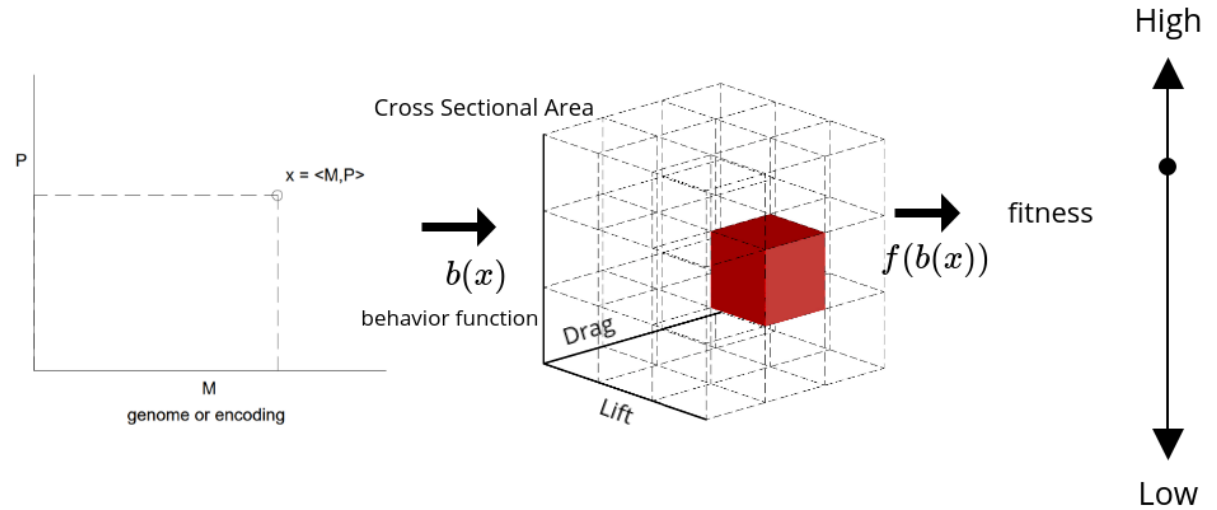 P
x = <M,P>
M
genome or encoding
b(x)
behavior function
Cross Sectional Area
Drag
Lift
f(b(x))
fitness
High
Low